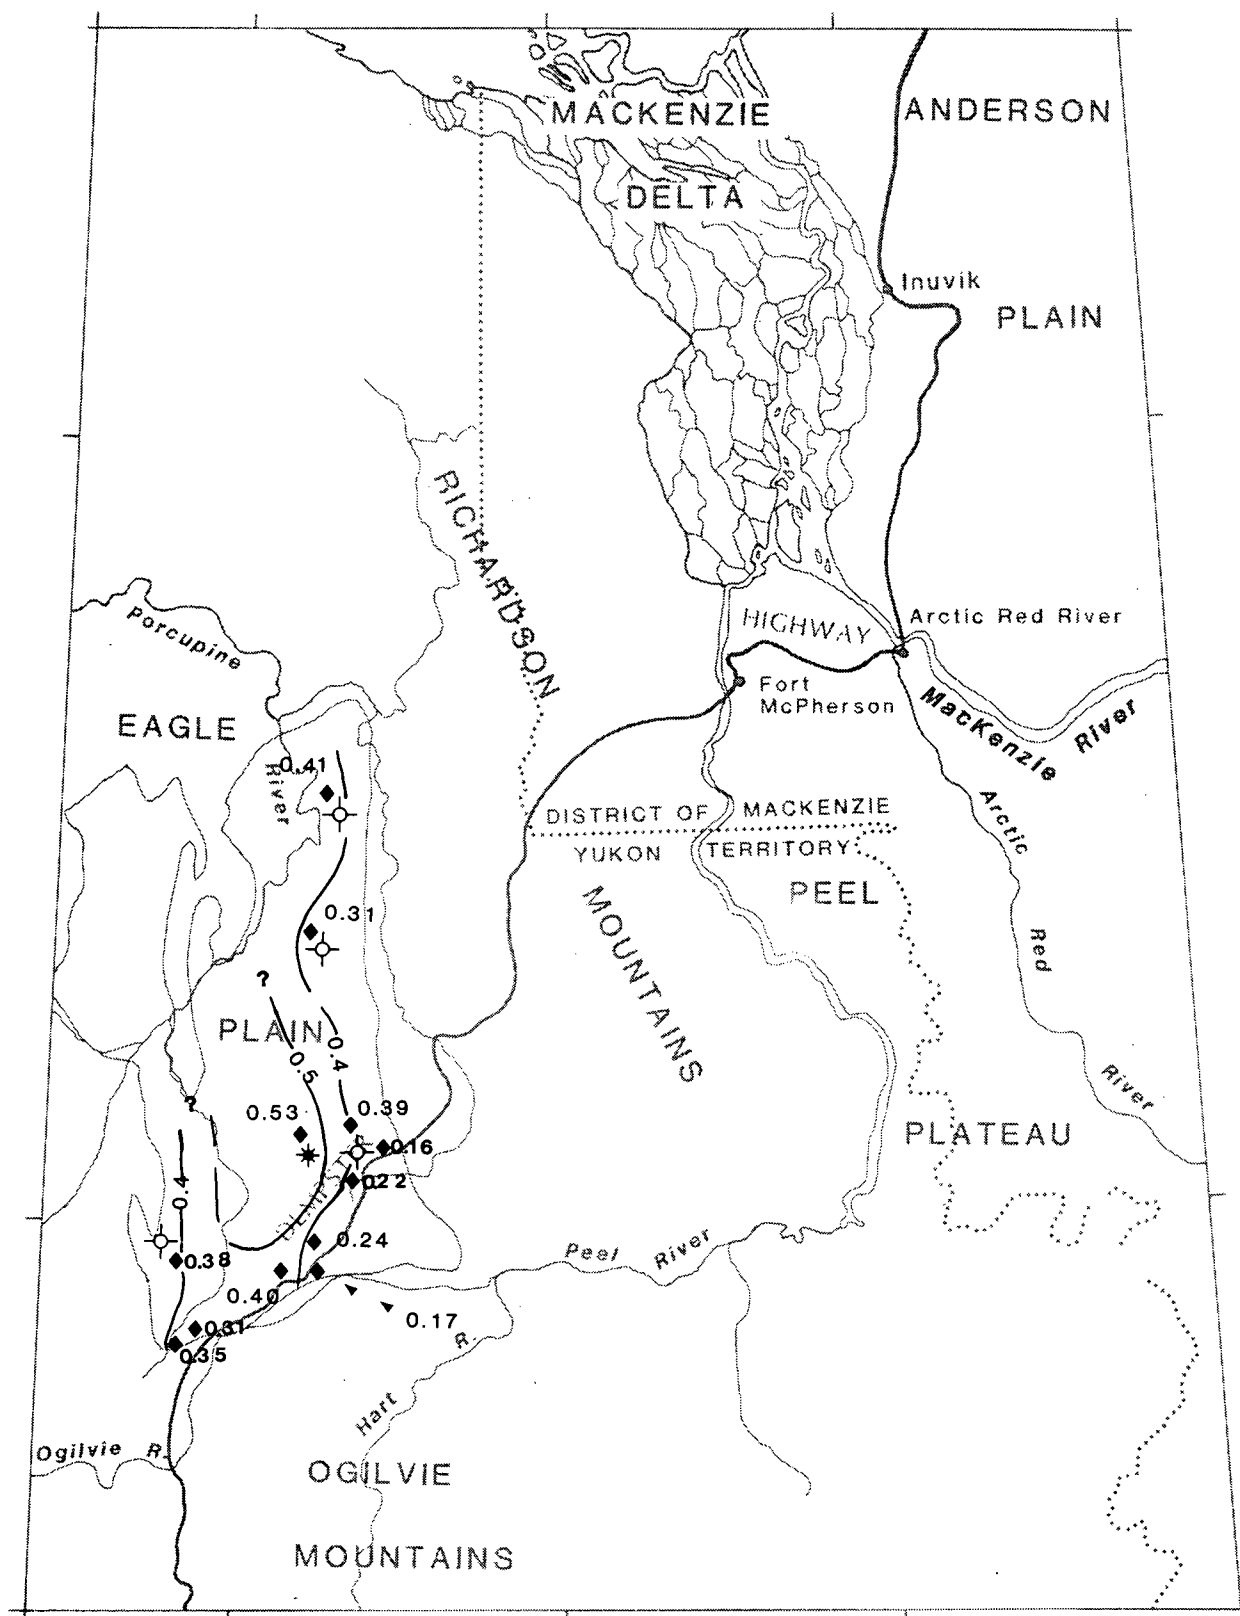 MACKENZIE
ANDERSON
DELTA
Inuvik
PLAIN
RICHARDSON
Porcupine
HIGHWAY
Arctic Red River
Fort
McPherson
MacKenzie River
EAGLE
0.41
River
DISTRICT OF MACKENZIE
YUKON TERRITORY
Arctic
PEEL
MOUNTAINS
0.31
Red
?
PLAIN
0.5
0.4
River
?
0.53
0.39
0.16
PLATEAU
0.22
0.4
0.24
Peel River
0.38
0.40
0.17
0.31
R.
0.35
Hart
Ogilvie R.
OGILVIE
MOUNTAINS